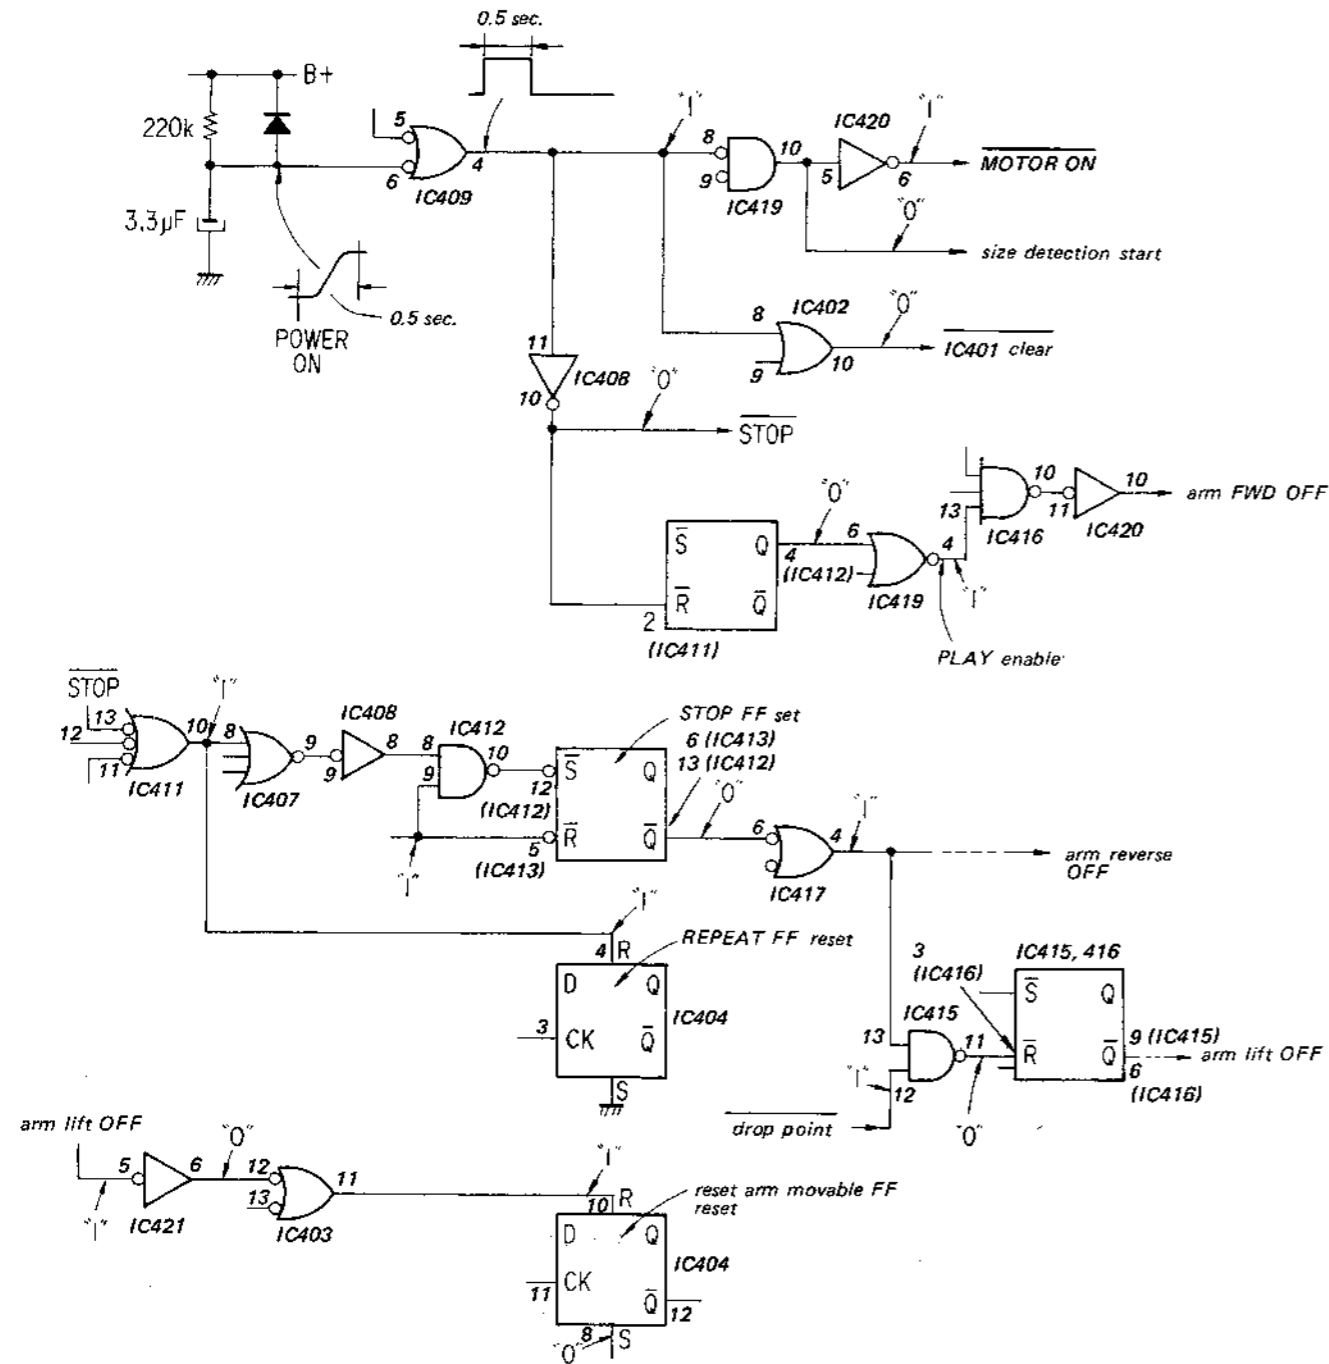 0.5 sec.
B+
220k
5
6
4
IC409
3.3µF
POWER
ON
0.5 sec.
"1"
8
9
10
IC419
IC420
5
6
"1"
MOTOR ON
"0"
size detection start
8
9
IC402
10
"0"
IC401 clear
11
IC408
10
"0"
STOP
S Q
R Q
2
(IC411)
4
(IC412)
"0"
6
IC419
4
"1"
PLAY enable
1
13
10
IC416
11
IC420
10
arm FWD OFF
STOP
12
13
11
IC411
10
"1"
8
9
IC407
9
IC408
8
8
9
IC412
10
"1"
12
(IC412)
5
(IC413)
S Q
R Q
STOP FF set
6 (IC413)
13 (IC412)
"0"
6
IC417
4
"1"
arm reverse
OFF
"1"
4 R
REPEAT FF reset
D Q
CK Q
3
S
IC404
3
(IC416)
IC415, 416
IC415
13
12
11
"1"
"0"
drop point
S Q
R Q
9 (IC415)
6
(IC416)
arm lift OFF
arm lift OFF
5
6
"1"
IC421
"0"
12
13
11
IC403
"1"
10 R
reset arm movable FF
reset
D Q
CK Q
11
12
IC404
8 S
"0"